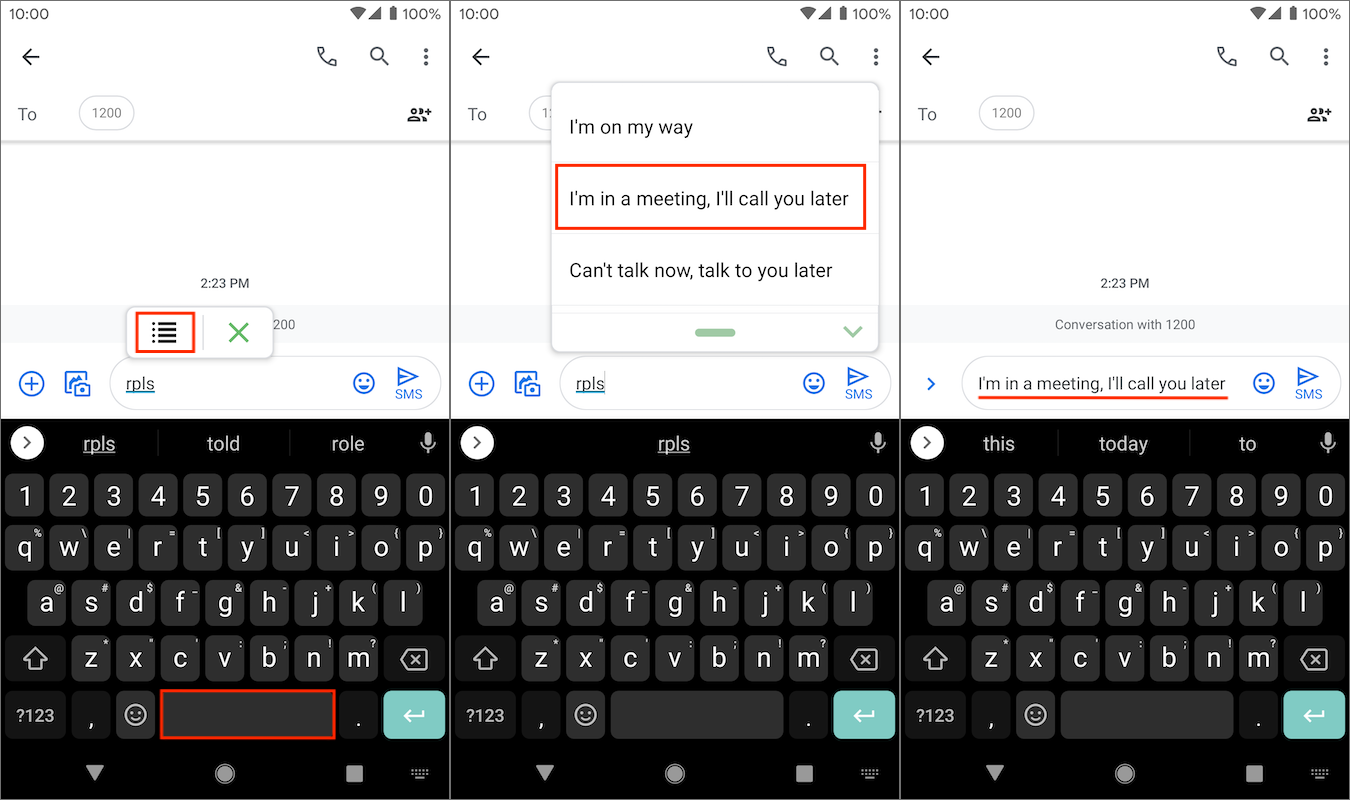 10:00 100%
To 1200
2:23 PM
200
rpls SMS
rpls told role
1 2 3 4 5 6 7 8 9 0
q % w \ e | r = t [ y ] u < i > o { p }
a @ s # d $ f _ g & h - j + k ( l )
z * x " c ' v : b ; n ! m ?
?123 , .
10:00 100%
To 1
I'm on my way
I'm in a meeting, I'll call you later
Can't talk now, talk to you later
rpls SMS
rpls
1 2 3 4 5 6 7 8 9 0
q % w \ e | r = t [ y ] u < i > o { p }
a @ s # d $ f _ g & h - j + k ( l )
z * x " c ' v : b ; n ! m ?
?123 , .
10:00 100%
To 1200
2:23 PM
Conversation with 1200
I'm in a meeting, I'll call you later SMS
this today to
1 2 3 4 5 6 7 8 9 0
q % w \ e | r = t [ y ] u < i > o { p }
a @ s # d $ f _ g & h - j + k ( l )
z * x " c ' v : b ; n ! m ?
?123 , .